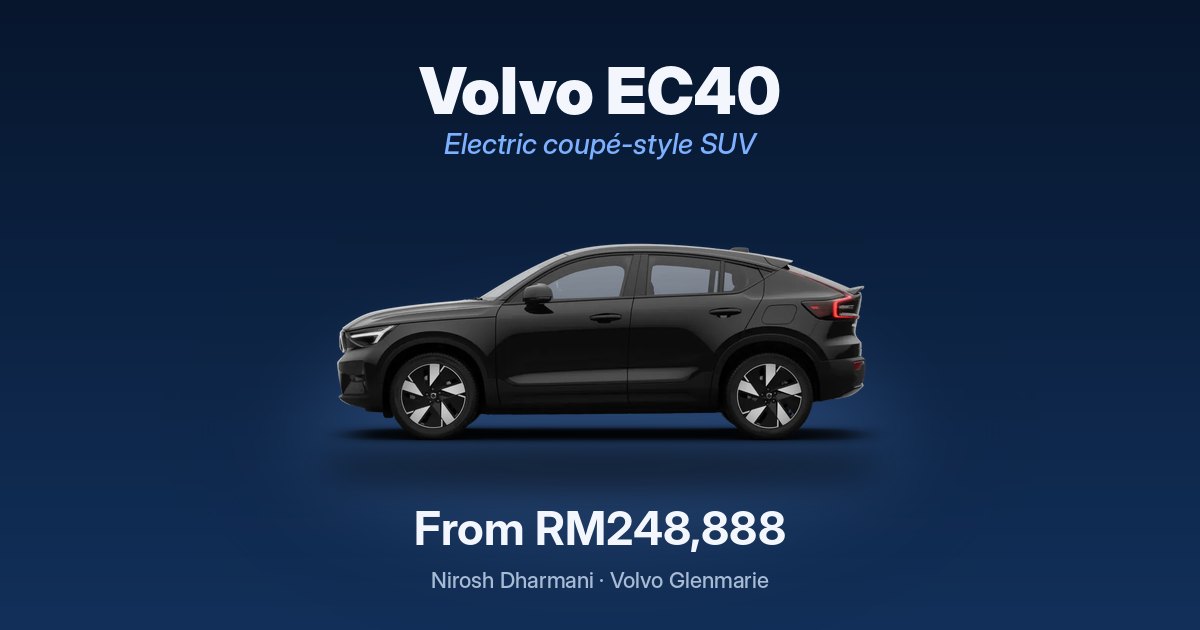 Volvo EC40
Electric coupé-style SUV
From RM248,888
Nirosh Dharmani · Volvo Glenmarie